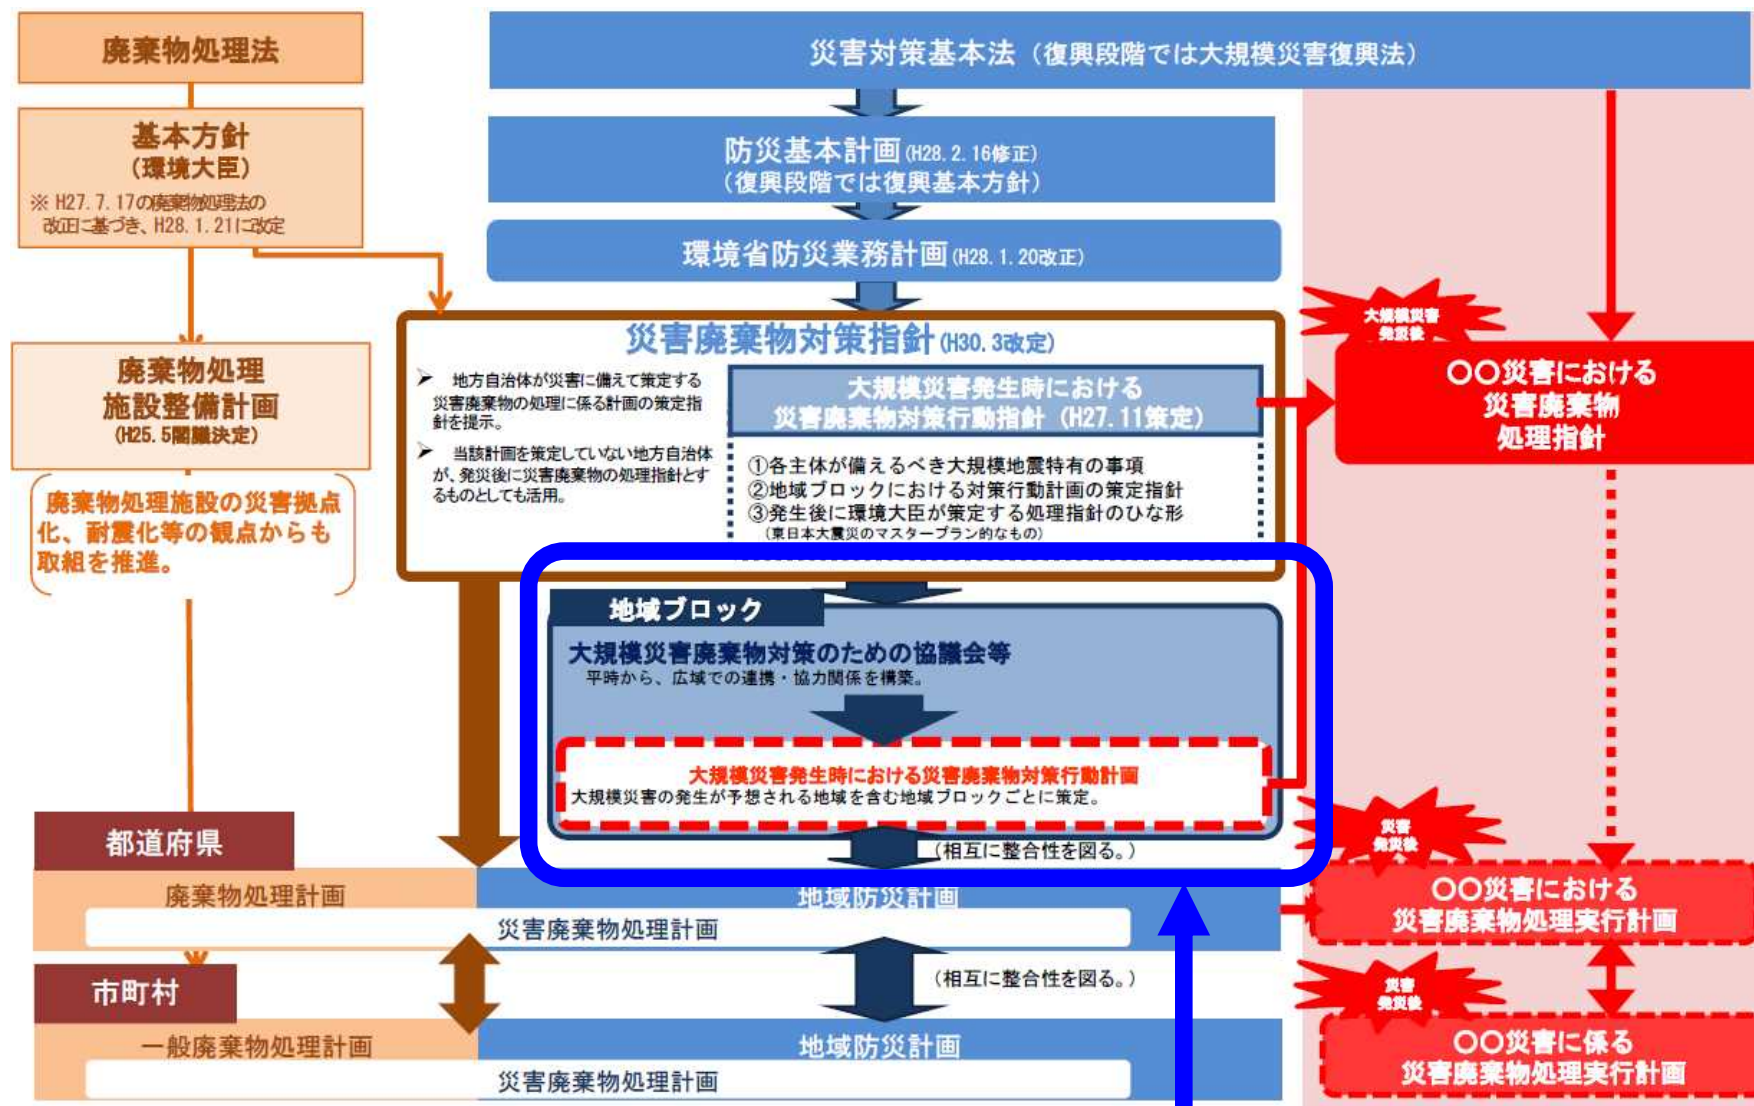 廃棄物処理法
災害対策基本法（復興段階では大規模災害復興法）
基本方針
（環境大臣）
※ H27.7.17の廃棄物処理法の
改正に基づき、H28.1.21に改定
防災基本計画(H28.2.16修正)
（復興段階では復興基本方針）
環境省防災業務計画(H28.1.20改正)
廃棄物処理
施設整備計画
(H25.5閣議決定)
廃棄物処理施設の災害拠点
化、耐震化等の観点からも
取組を推進。
災害廃棄物対策指針(H30.3改定)
➢ 地方自治体が災害に備えて策定する
災害廃棄物の処理に係る計画の策定指
針を提示。
➢ 当該計画を策定していない地方自治体
が、発災後に災害廃棄物の処理指針とす
るものとしても活用。
大規模災害発生時における
災害廃棄物対策行動指針（H27.11策定）
①各主体が備えるべき大規模地震特有の事項
②地域ブロックにおける対策行動計画の策定指針
③発生後に環境大臣が策定する処理指針のひな形
（東日本大震災のマスタープラン的なもの）
大規模災害
発災後
〇〇災害における
災害廃棄物
処理指針
地域ブロック
大規模災害廃棄物対策のための協議会等
平時から、広域での連携・協力関係を構築。
大規模災害発生時における災害廃棄物対策行動計画
大規模災害の発生が予想される地域を含む地域ブロックごとに策定。
（相互に整合性を図る。）
都道府県
廃棄物処理計画
地域防災計画
災害廃棄物処理計画
災害
発災後
〇〇災害における
災害廃棄物処理実行計画
（相互に整合性を図る。）
市町村
一般廃棄物処理計画
地域防災計画
災害廃棄物処理計画
災害
発災後
〇〇災害に係る
災害廃棄物処理実行計画